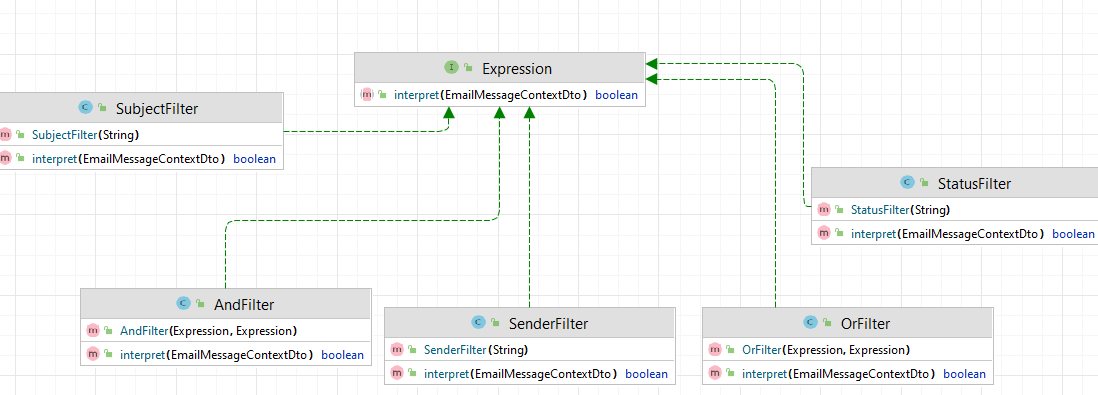 I Expression
m interpret(EmailMessageContextDto) boolean
C SubjectFilter
m SubjectFilter(String)
m interpret(EmailMessageContextDto) boolean
C StatusFilter
m StatusFilter(String)
m interpret(EmailMessageContextDto) boolean
C AndFilter
m AndFilter(Expression, Expression)
m interpret(EmailMessageContextDto) boolean
C SenderFilter
m SenderFilter(String)
m interpret(EmailMessageContextDto) boolean
C OrFilter
m OrFilter(Expression, Expression)
m interpret(EmailMessageContextDto) boolean